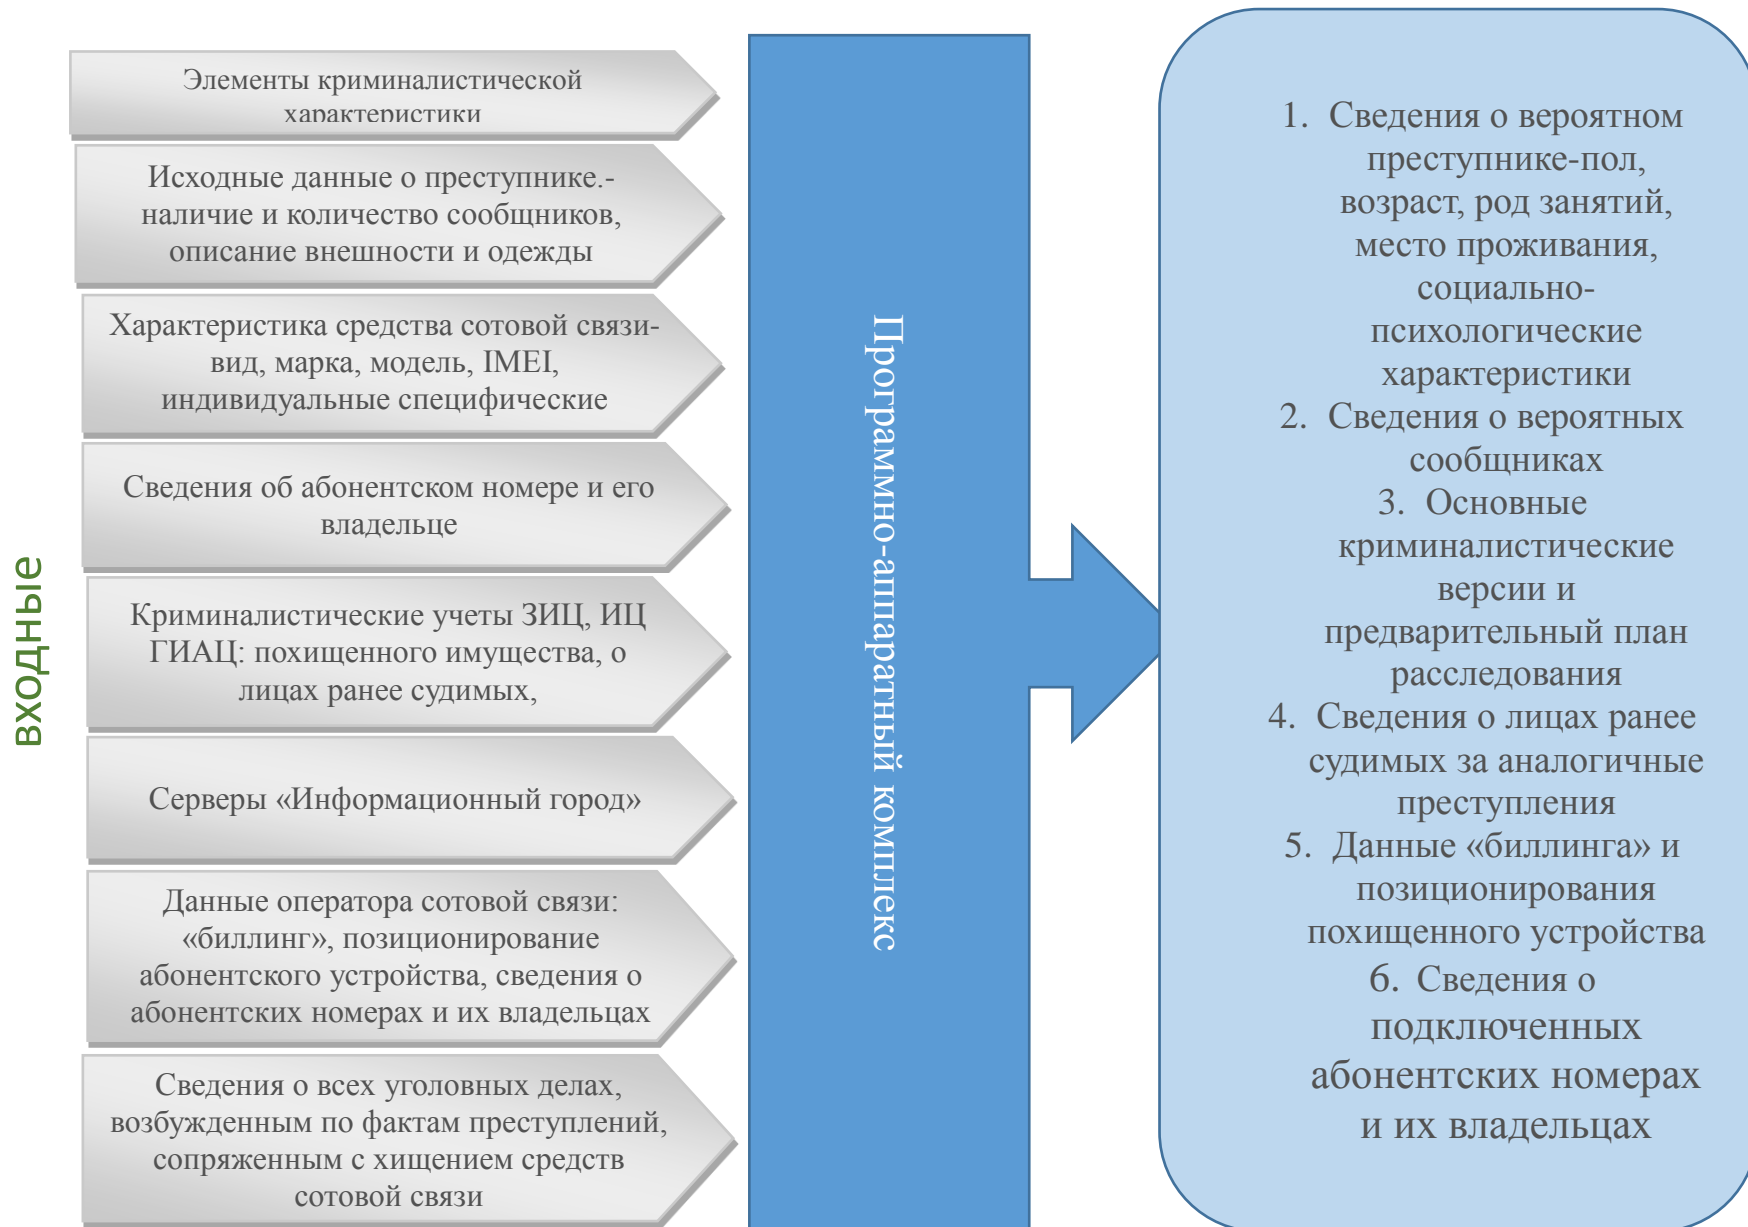 входные
Элементы криминалистической
характеристики
Исходные данные о преступнике.-
наличие и количество сообщников,
описание внешности и одежды
Характеристика средства сотовой связи-
вид, марка, модель, IMEI,
индивидуальные специфические
Сведения об абонентском номере и его
владельце
Криминалистические учеты ЗИЦ, ИЦ
ГИАЦ: похищенного имущества, о
лицах ранее судимых,
Серверы «Информационный город»
Данные оператора сотовой связи:
«биллинг», позиционирование
абонентского устройства, сведения о
абонентских номерах и их владельцах
Сведения о всех уголовных делах,
возбужденным по фактам преступлений,
сопряженным с хищением средств
сотовой связи
Программно-аппаратный комплекс
1. Сведения о вероятном
преступнике-пол,
возраст, род занятий,
место проживания,
социально-
психологические
характеристики
2. Сведения о вероятных
сообщниках
3. Основные
криминалистические
версии и
предварительный план
расследования
4. Сведения о лицах ранее
судимых за аналогичные
преступления
5. Данные «биллинга» и
позиционирования
похищенного устройства
6. Сведения о
подключенных
абонентских номерах
и их владельцах